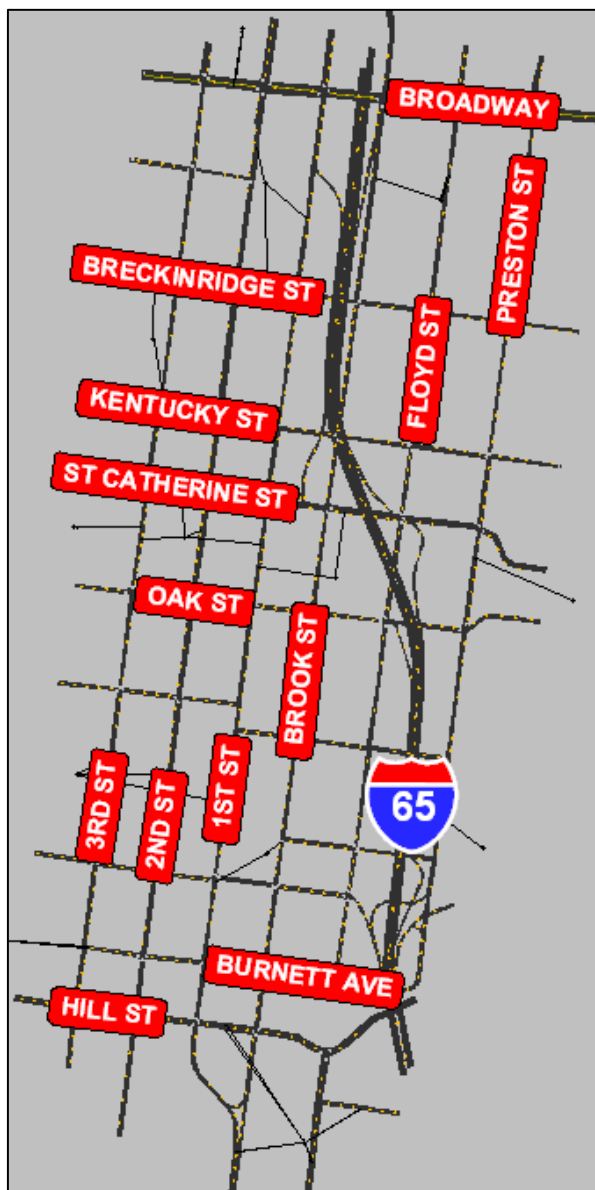 BROADWAY
PRESTON ST
BRECKINRIDGE ST
FLOYD ST
KENTUCKY ST
ST CATHERINE ST
OAK ST
BROOK ST
1ST ST
3RD ST
2ND ST
65
BURNETT AVE
HILL ST